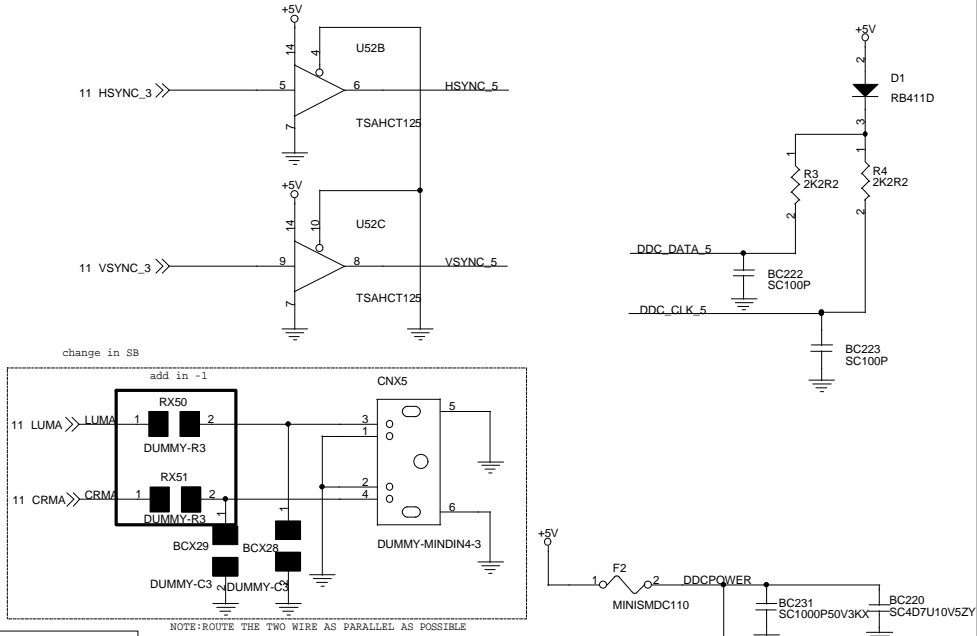 +5V
14
4
U52B
11 HSYNC_3
5
6
HSYNC_5
7
TSAHCT125
+5V
14
10
U52C
11 VSYNC_3
9
8
VSYNC_5
7
TSAHCT125
+5V
2
D1
RB411D
3
1
R3
2K2R2
2
1
R4
2K2R2
2
DDC_DATA_5
BC222
SC100P
DDC_CLK_5
BC223
SC100P
change in SB
add in -1
RX50
11 LUMA
LUMA
1
2
DUMMY-R3
RX51
11 CRMA
CRMA
1
2
DUMMY-R3
1
BCX29
DUMMY-C3
2
1
BCX28
DUMMY-C3
2
CNX5
3
1
2
4
5
6
DUMMY-MINDIN4-3
NOTE:ROUTE THE TWO WIRE AS PARALLEL AS POSSIBLE
+5V
F2
1
2
DDCPOWER
MINISMDC110
BC231
SC1000P50V3KX
BC220
SC4D7U10V5ZY